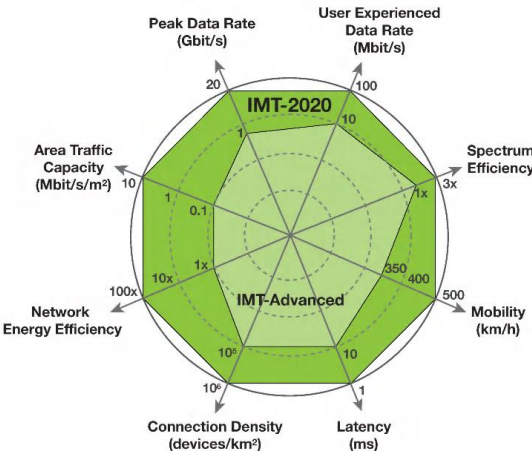 Peak Data Rate
(Gbit/s)
User Experienced
Data Rate
(Mbit/s)
20
100
IMT-2020
1
10
Area Traffic
Capacity
(Mbit/s/m²)
Spectrum
Efficiency
10
1
0.1
1x
3x
1x
10x
100x
350
400
500
Network
Energy Efficiency
IMT-Advanced
Mobility
(km/h)
10⁶
10
10⁶
1
Connection Density
(devices/km²)
Latency
(ms)